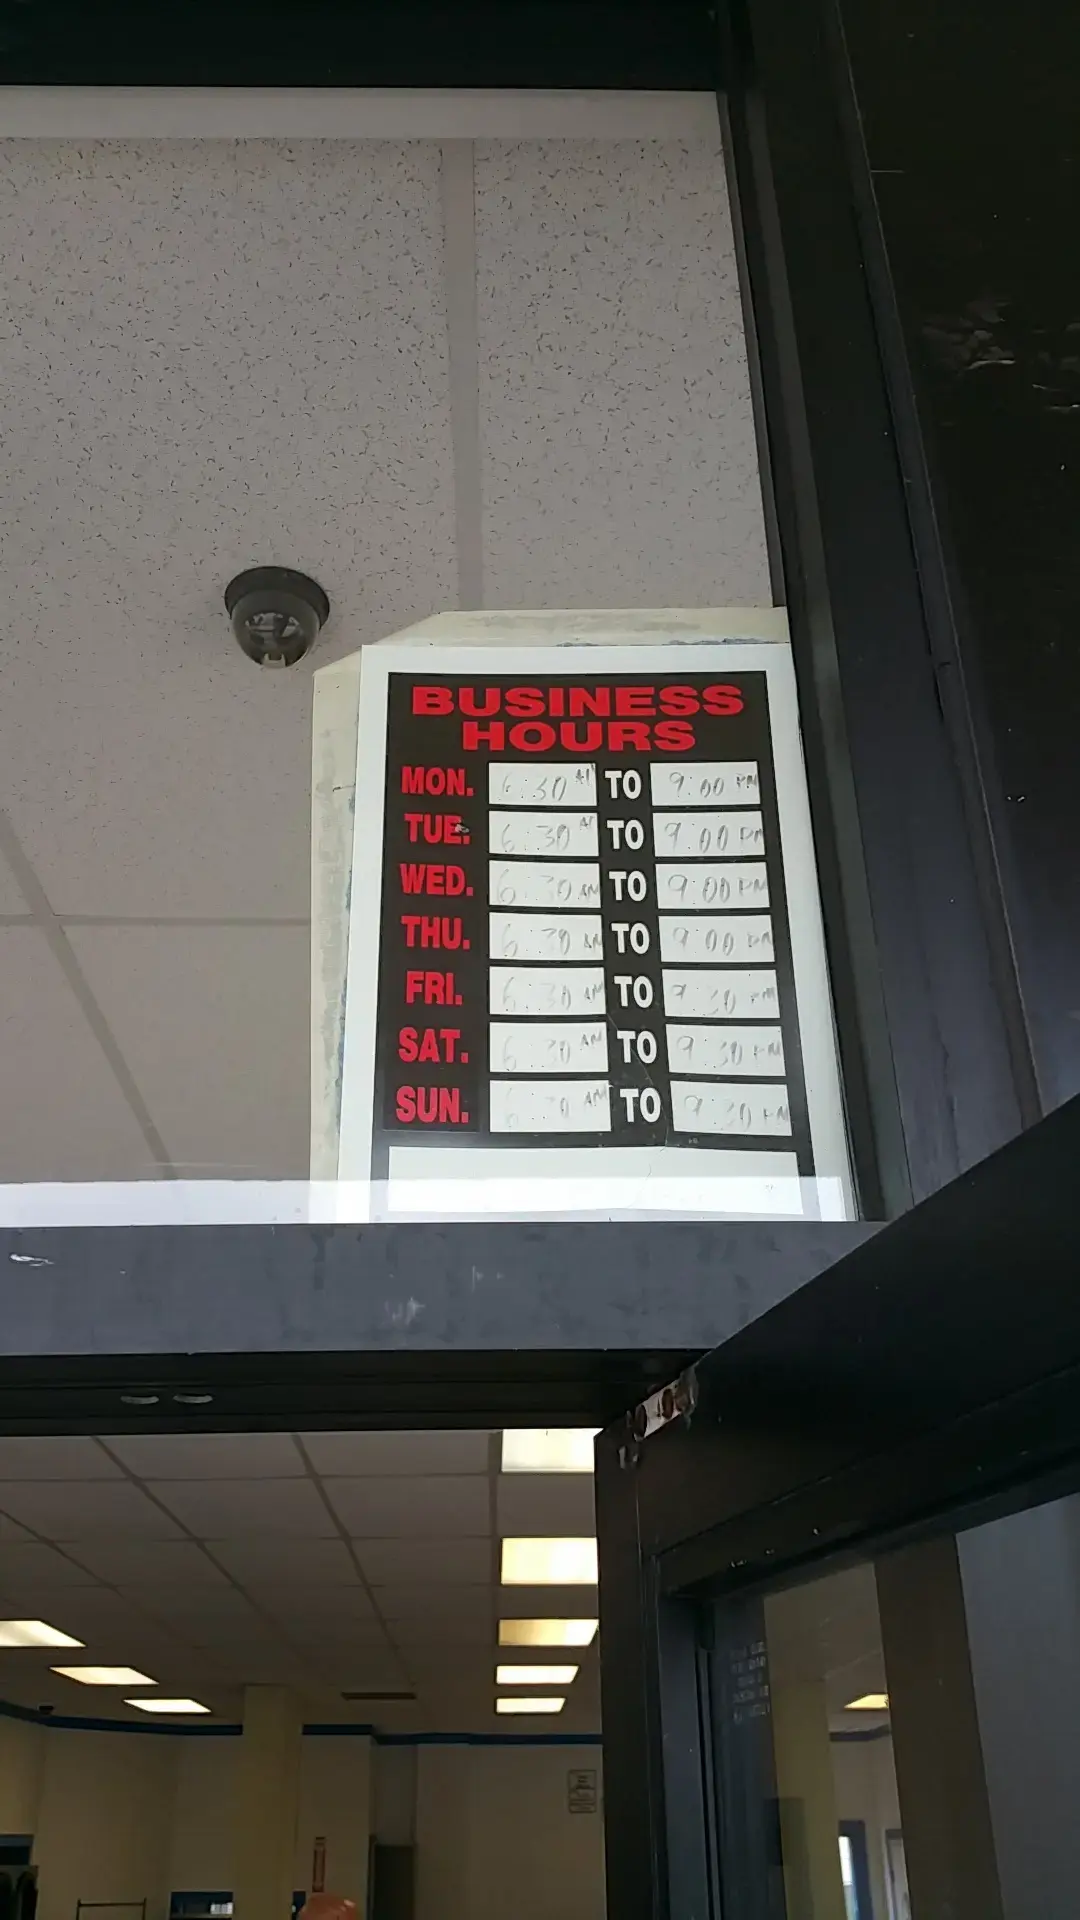 BUSINESS
HOURS
MON. 6:30 AM TO 9:00 PM
TUE. 6:30 AM TO 9:00 PM
WED. 6:30 AM TO 9:00 PM
THU. 6:30 AM TO 9:00 PM
FRI. 6:30 AM TO 9:30 PM
SAT. 6:30 AM TO 9:30 PM
SUN. 6:30 AM TO 9:30 PM